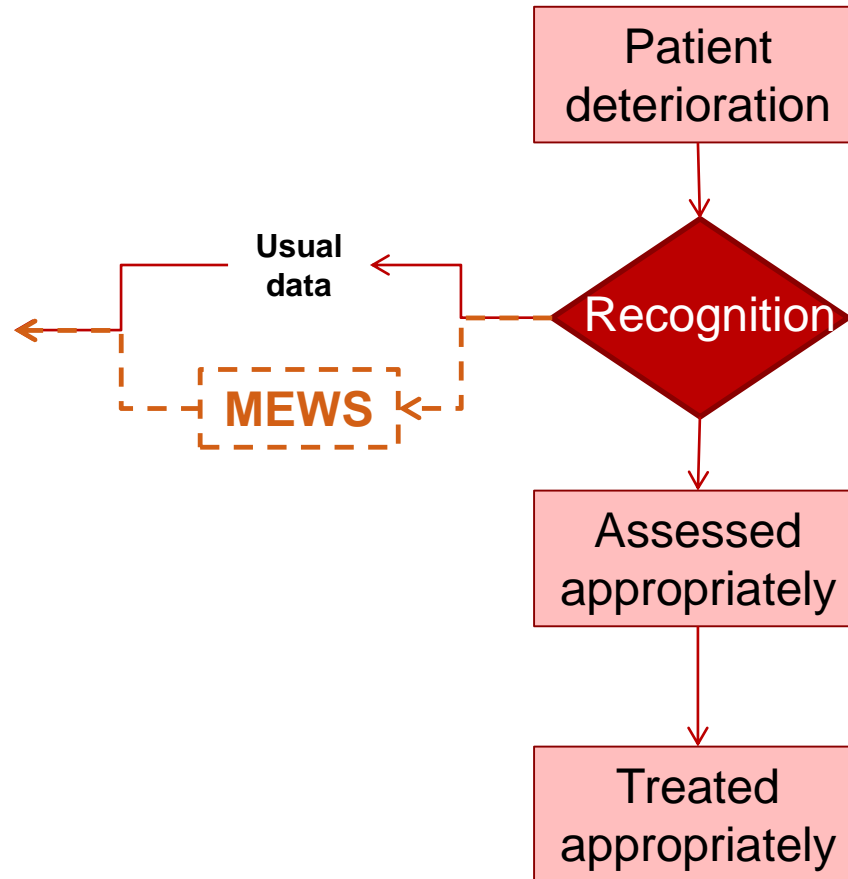 Patient
deterioration
Usual
data
Recognition
MEWS
Assessed
appropriately
Treated
appropriately